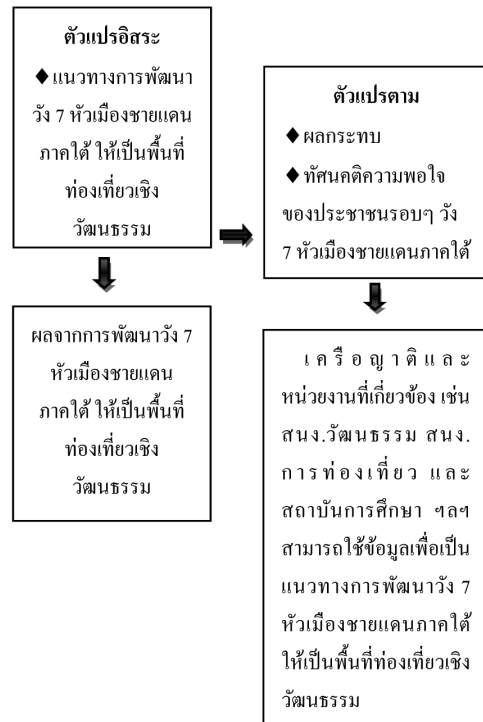 ตัวแปรอิสระ
♦แนวทางการพัฒนา
วัง 7 หัวเมืองชายแดน
ภาคใต้ ให้เป็นพื้นที่
ท่องเที่ยวเชิง
วัฒนธรรม
ตัวแปรตาม
♦ผลกระทบ
♦ทัศนคติความพอใจ
ของประชาชนรอบๆ วัง
7 หัวเมืองชายแดนภาคใต้
ผลจากการพัฒนาวัง 7
หัวเมืองชายแดน
ภาคใต้ ให้เป็นพื้นที่
ท่องเที่ยวเชิง
วัฒนธรรม
เครือญาติและ
หน่วยงานที่เกี่ยวข้อง เช่น
สนง.วัฒนธรรม สนง.
การท่องเที่ยว และ
สถาบันการศึกษา ฯลฯ
สามารถใช้ข้อมูลเพื่อเป็น
แนวทางการพัฒนาวัง 7
หัวเมืองชายแดนภาคใต้
ให้เป็นพื้นที่ท่องเที่ยวเชิง
วัฒนธรรม